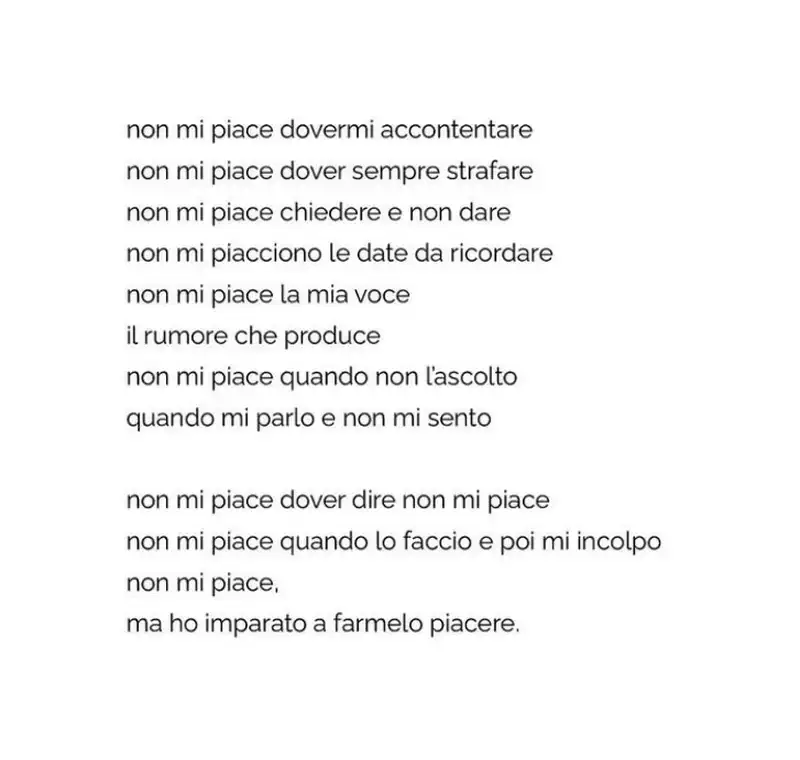 non mi piace dovermi accontentare
non mi piace dover sempre strafare
non mi piace chiedere e non dare
non mi piacciono le date da ricordare
non mi piace la mia voce
il rumore che produce
non mi piace quando non l'ascolto
quando mi parlo e non mi sento

non mi piace dover dire non mi piace
non mi piace quando lo faccio e poi mi incolpo
non mi piace,
ma ho imparato a farmelo piacere.